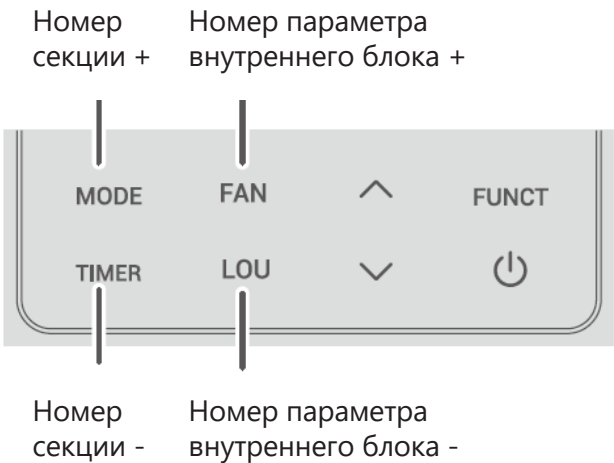 Номер
секции +
Номер параметра
внутреннего блока +
MODE FAN FUNCT
TIMER LOU
Номер
секции -
Номер параметра
внутреннего блока -